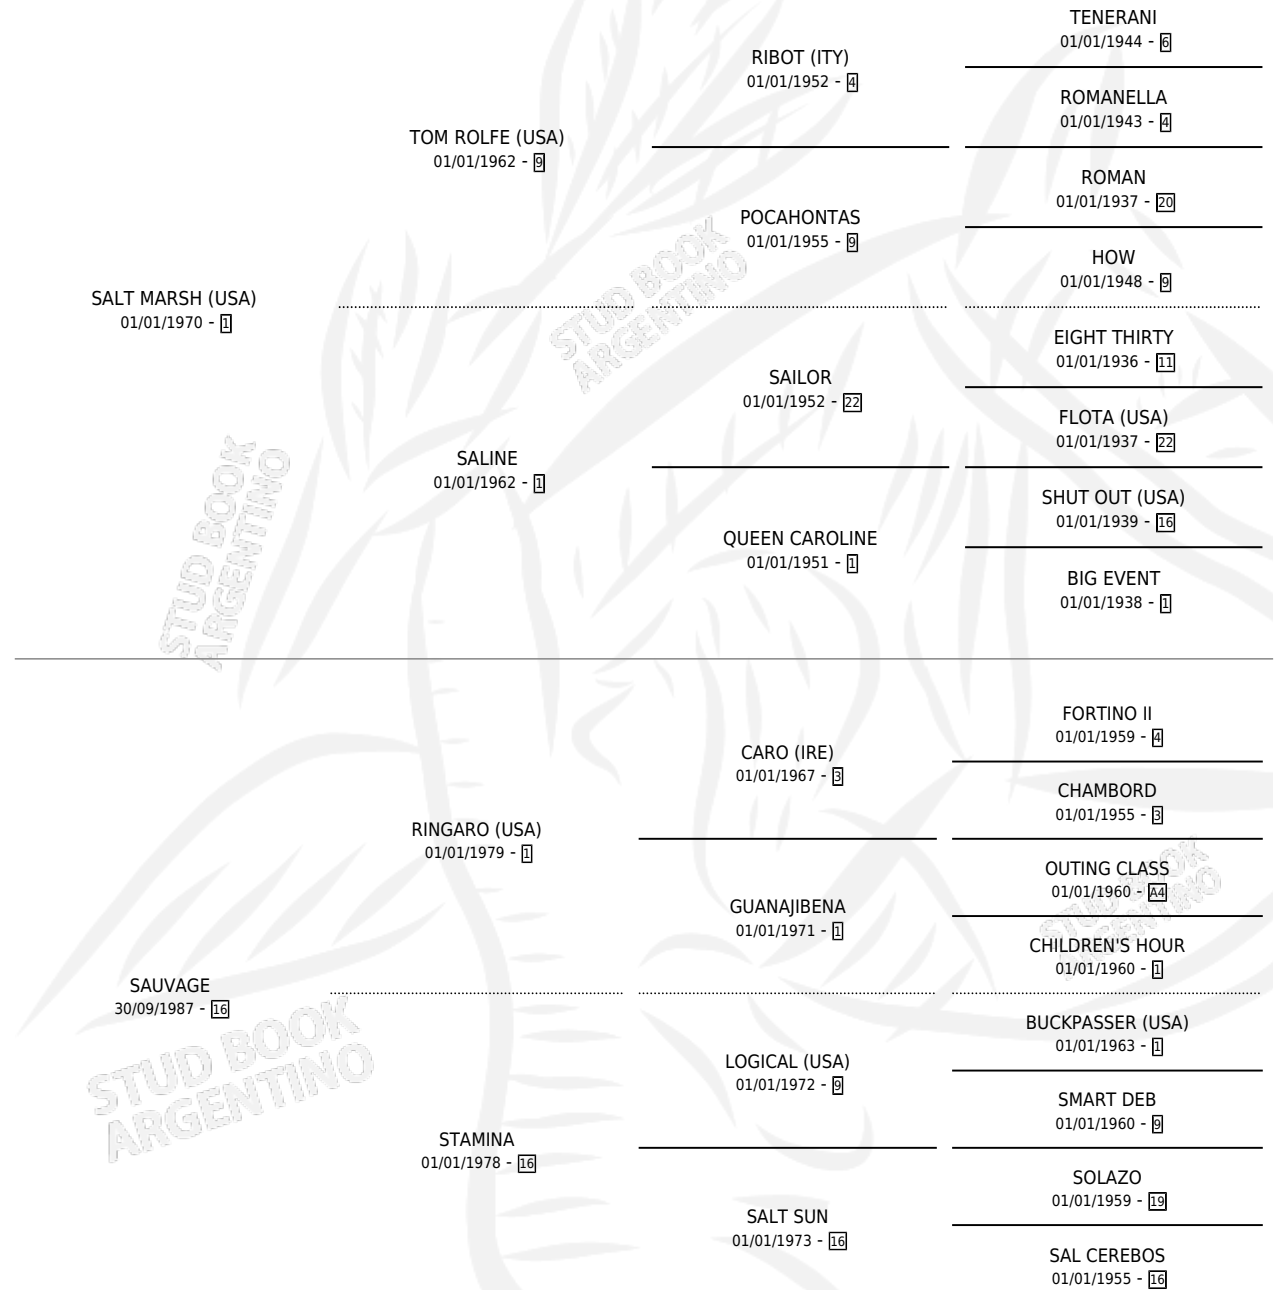 TENERANI
01/01/1944 - 6
RIBOT (ITY)
01/01/1952 - 4
ROMANELLA
01/01/1943 - 4
TOM ROLFE (USA)
01/01/1962 - 9
ROMAN
01/01/1937 - 20
POCAHONTAS
01/01/1955 - 9
HOW
01/01/1948 - 9
SALT MARSH (USA)
01/01/1970 - 1
EIGHT THIRTY
01/01/1936 - 11
SAILOR
01/01/1952 - 22
FLOTA (USA)
01/01/1937 - 22
SALINE
01/01/1962 - 1
SHUT OUT (USA)
01/01/1939 - 16
QUEEN CAROLINE
01/01/1951 - 1
BIG EVENT
01/01/1938 - 1
FORTINO II
01/01/1959 - 4
CARO (IRE)
01/01/1967 - 3
CHAMBORD
01/01/1955 - 3
RINGARO (USA)
01/01/1979 - 1
OUTING CLASS
01/01/1960 - A4
GUANAJIBENA
01/01/1971 - 1
CHILDREN'S HOUR
01/01/1960 - 1
SAUVAGE
30/09/1987 - 16
BUCKPASSER (USA)
01/01/1963 - 1
LOGICAL (USA)
01/01/1972 - 9
SMART DEB
01/01/1960 - 9
STAMINA
01/01/1978 - 16
SOLAZO
01/01/1959 - 19
SALT SUN
01/01/1973 - 16
SAL CEREBOS
01/01/1955 - 16
STUD BOOK
ARGENTINO
STUD BOOK
ARGENTINO
STUD BOOK
ARGENTINO
STUD BOOK
ARGENTINO